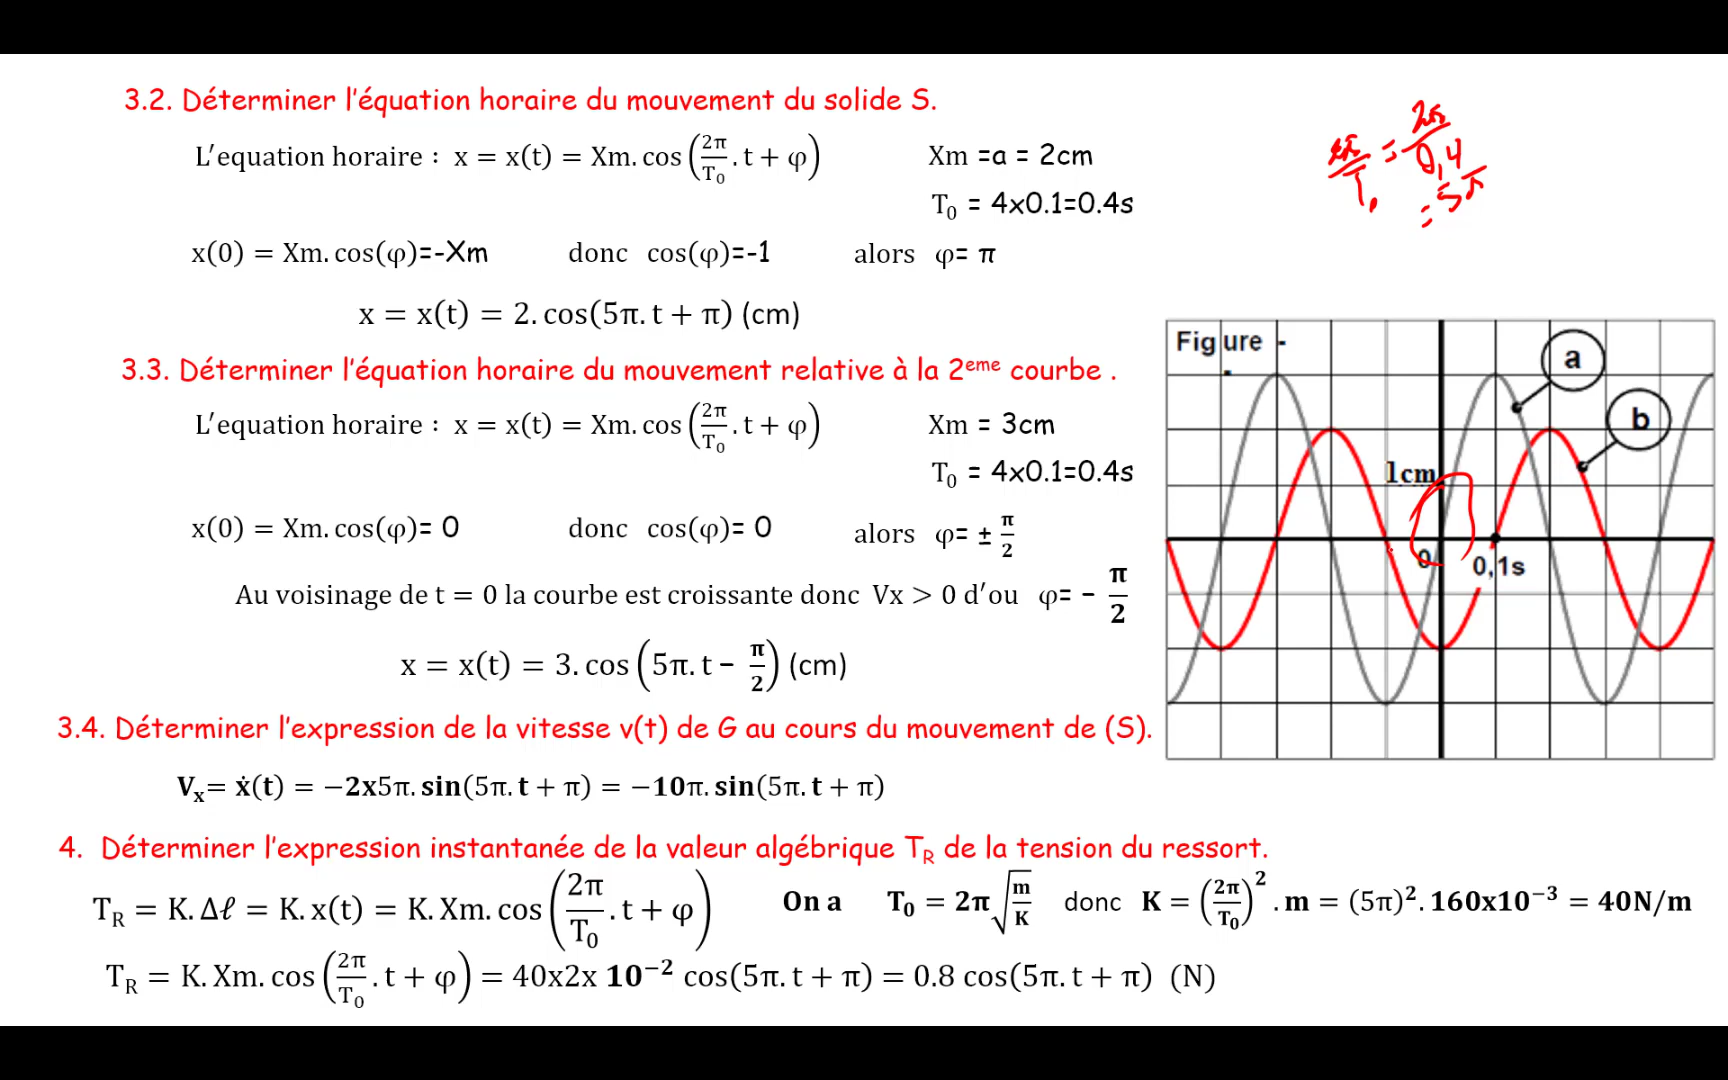 3.2. Déterminer l'équation horaire du mouvement du solide S.
L'equation horaire : x = x(t) = Xm. cos(2π/T₀ . t + φ) Xm =a = 2cm
T₀ = 4x0.1=0.4s
x(0) = Xm. cos(φ)=-Xm donc cos(φ)=-1 alors φ= π
x = x(t) = 2. cos(5π. t + π) (cm)
2π/T₀ = 2π/0,4
= 5π
3.3. Déterminer l'équation horaire du mouvement relative à la 2eme courbe .
L'equation horaire : x = x(t) = Xm. cos(2π/T₀ . t + φ) Xm = 3cm
T₀ = 4x0.1=0.4s
x(0) = Xm. cos(φ)= 0 donc cos(φ)= 0 alors φ= ± π/2
Au voisinage de t = 0 la courbe est croissante donc Vx > 0 d'ou φ= − π/2
x = x(t) = 3. cos(5π. t − π/2) (cm)
Figure -
a
b
1cm
0
0,1s
3.4. Déterminer l'expression de la vitesse v(t) de G au cours du mouvement de (S).
Vₓ= ẋ(t) = −2x5π. sin(5π. t + π) = −10π. sin(5π. t + π)
4. Déterminer l'expression instantanée de la valeur algébrique T_R de la tension du ressort.
T_R = K. Δℓ = K. x(t) = K. Xm. cos(2π/T₀ . t + φ) On a T₀ = 2π√(m/K) donc K = (2π/T₀)² . m = (5π)². 160x10⁻³ = 40N/m
T_R = K. Xm. cos(2π/T₀ . t + φ) = 40x2x 10⁻² cos(5π. t + π) = 0.8 cos(5π. t + π) (N)